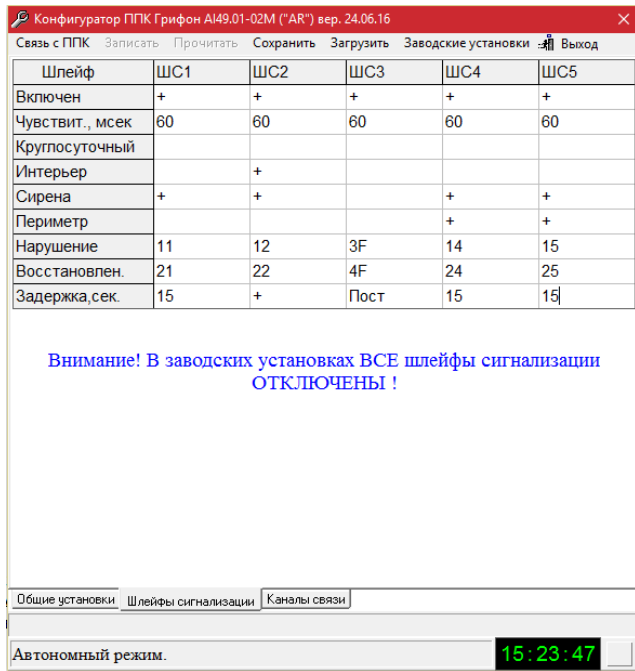 Конфигуратор ППК Грифон AI49.01-02М ("AR") вер. 24.06.16
Связь с ППК Записать Прочитать Сохранить Загрузить Заводские установки Выход
Шлейф ШС1 ШС2 ШС3 ШС4 ШС5
Включен + + + + +
Чувствит., мсек 60 60 60 60 60
Круглосуточный
Интерьер +
Сирена + + + +
Периметр + +
Нарушение 11 12 3F 14 15
Восстановлен. 21 22 4F 24 25
Задержка,сек. 15 + Пост 15 15
Внимание! В заводских установках ВСЕ шлейфы сигнализации
ОТКЛЮЧЕНЫ !
Общие установки Шлейфы сигнализации Каналы связи
Автономный режим. 15:23:47